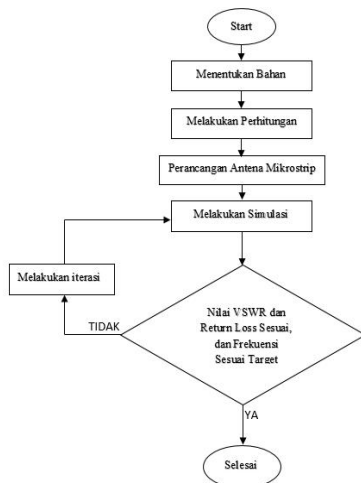 Start
Menentukan Bahan
Melakukan Perhitungan
Perancangan Antena Mikrostrip
Melakukan Simulasi
Melakukan iterasi
Nilai VSWR dan
Return Loss Sesuai,
dan Frekuensi
Sesuai Target
TIDAK
YA
Selesai